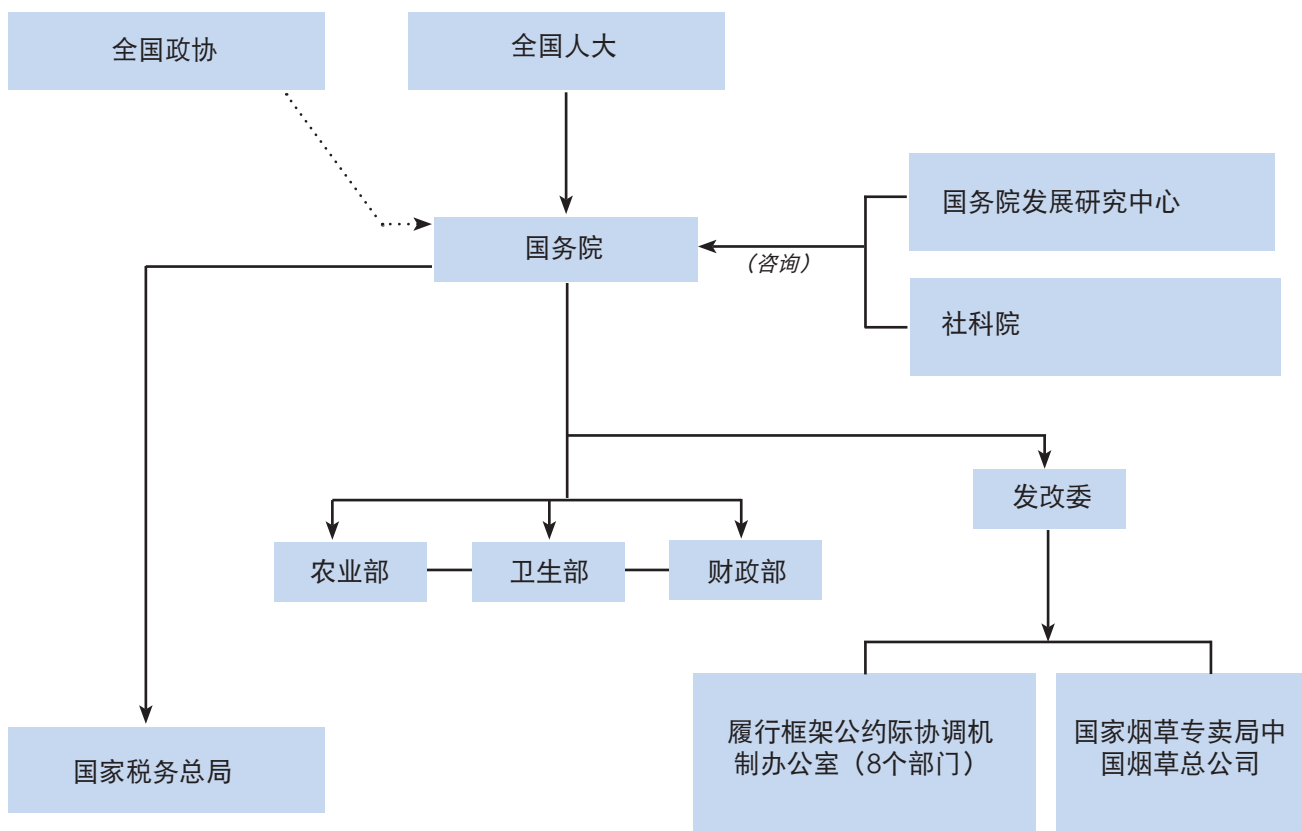 全国政协
全国人大
国务院发展研究中心
国务院
（咨询）
社科院
发改委
农业部
卫生部
财政部
履行框架公约际协调机
制办公室（8个部门）
国家烟草专卖局中
国烟草总公司
国家税务总局